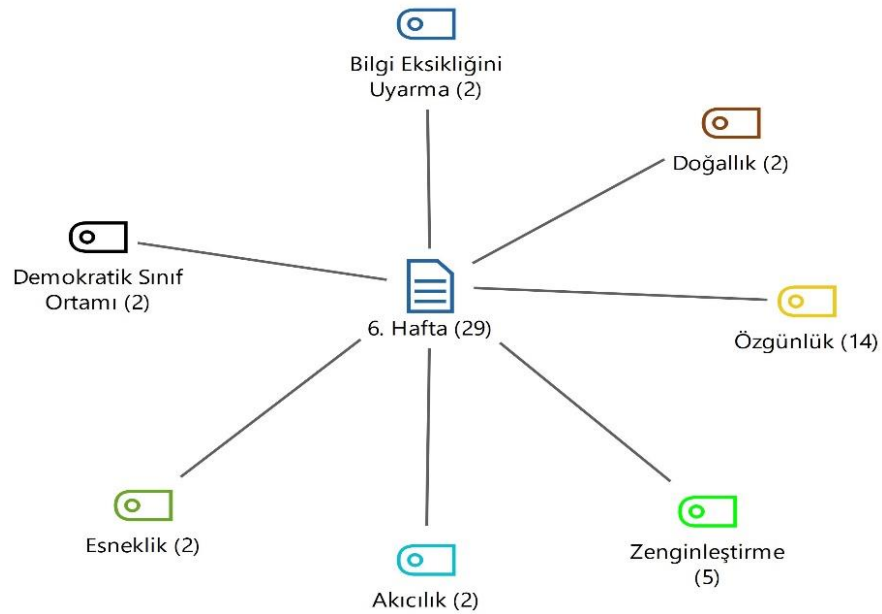 Bilgi Eksikliğini
Uyarma (2)
Doğallık (2)
Demokratik Sınıf
Ortamı (2)
6. Hafta (29)
Özgünlük (14)
Esneklik (2)
Zenginleştirme
(5)
Akıcılık (2)